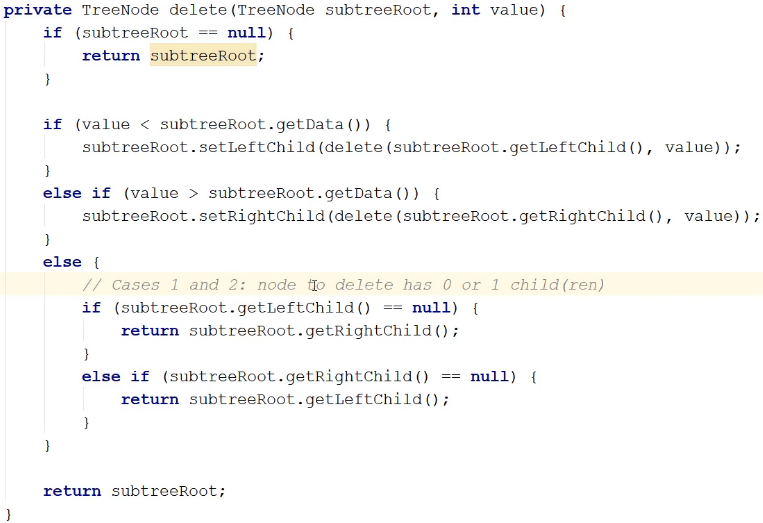 private TreeNode delete(TreeNode subtreeRoot, int value) {
    if (subtreeRoot == null) {
        return subtreeRoot;
    }

    if (value < subtreeRoot.getData()) {
        subtreeRoot.setLeftChild(delete(subtreeRoot.getLeftChild(), value));
    }
    else if (value > subtreeRoot.getData()) {
        subtreeRoot.setRightChild(delete(subtreeRoot.getRightChild(), value));
    }
    else {
        // Cases 1 and 2: node to delete has 0 or 1 child(ren)
        if (subtreeRoot.getLeftChild() == null) {
            return subtreeRoot.getRightChild();
        }
        else if (subtreeRoot.getRightChild() == null) {
            return subtreeRoot.getLeftChild();
        }
    }

    return subtreeRoot;
}